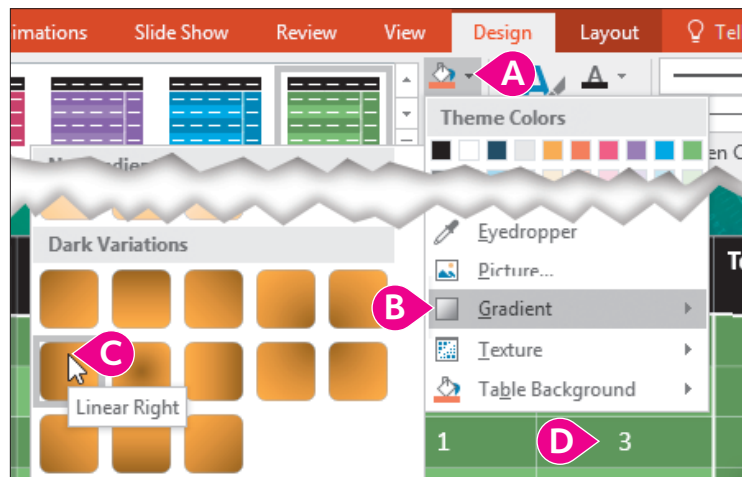 imations Slide Show Review View Design Layout Tel
A
A A
Theme Colors
en C
Dark Variations
Eyedropper
Picture...
B Gradient
C
Texture
Linear Right
Table Background
1 D 3